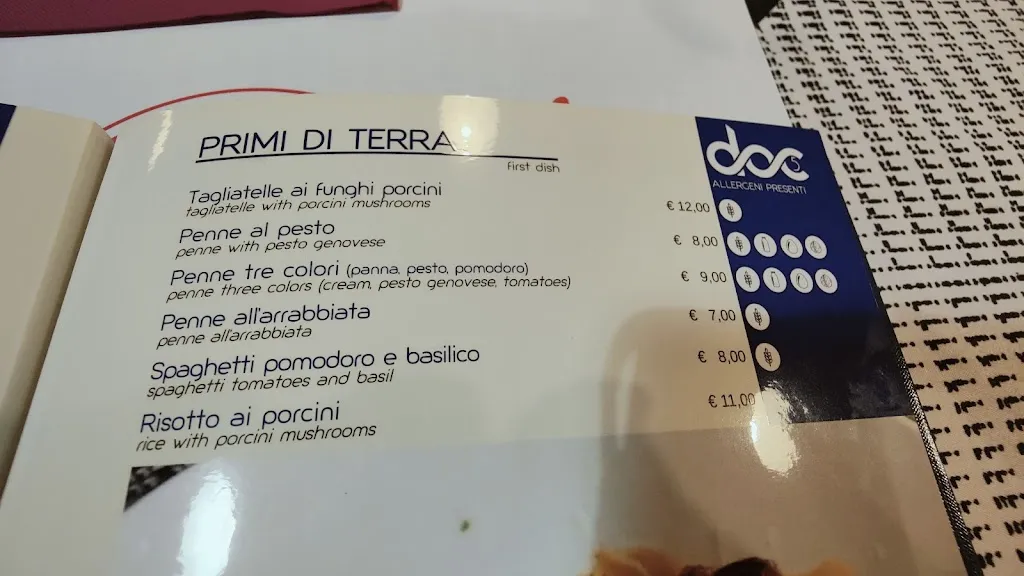 PRIMI DI TERRA
first dish
doc
ALLERGENI PRESENTI
Tagliatelle ai funghi porcini € 12,00
tagliatelle with porcini mushrooms
Penne al pesto € 8,00
penne with pesto genovese
Penne tre colori (panna, pesto, pomodoro) € 9,00
penne three colors (cream, pesto genovese, tomatoes)
Penne all'arrabbiata € 7,00
penne all'arrabbiata
Spaghetti pomodoro e basilico € 8,00
spaghetti tomatoes and basil
Risotto ai porcini € 11,00
rice with porcini mushrooms